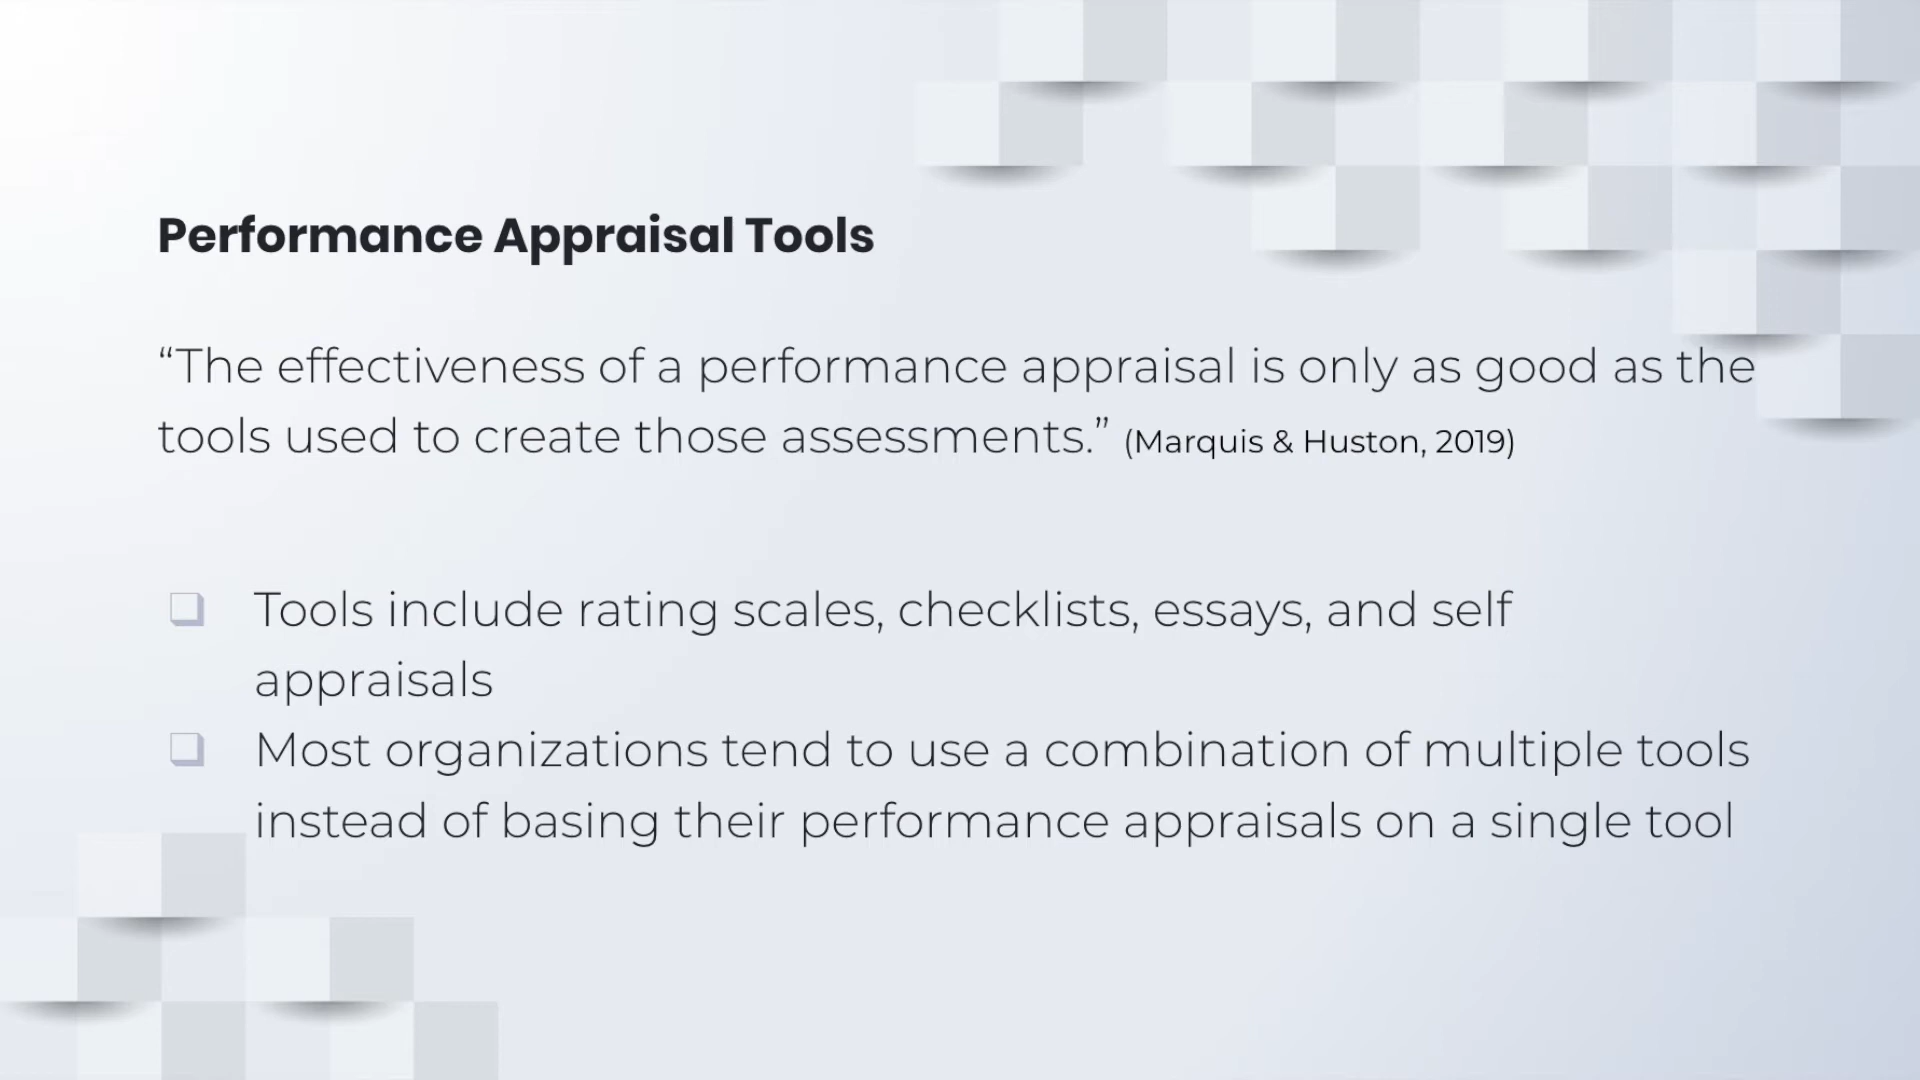 Performance Appraisal Tools
“The effectiveness of a performance appraisal is only as good as the
tools used to create those assessments.” (Marquis & Huston, 2019)
Tools include rating scales, checklists, essays, and self
appraisals
Most organizations tend to use a combination of multiple tools
instead of basing their performance appraisals on a single tool